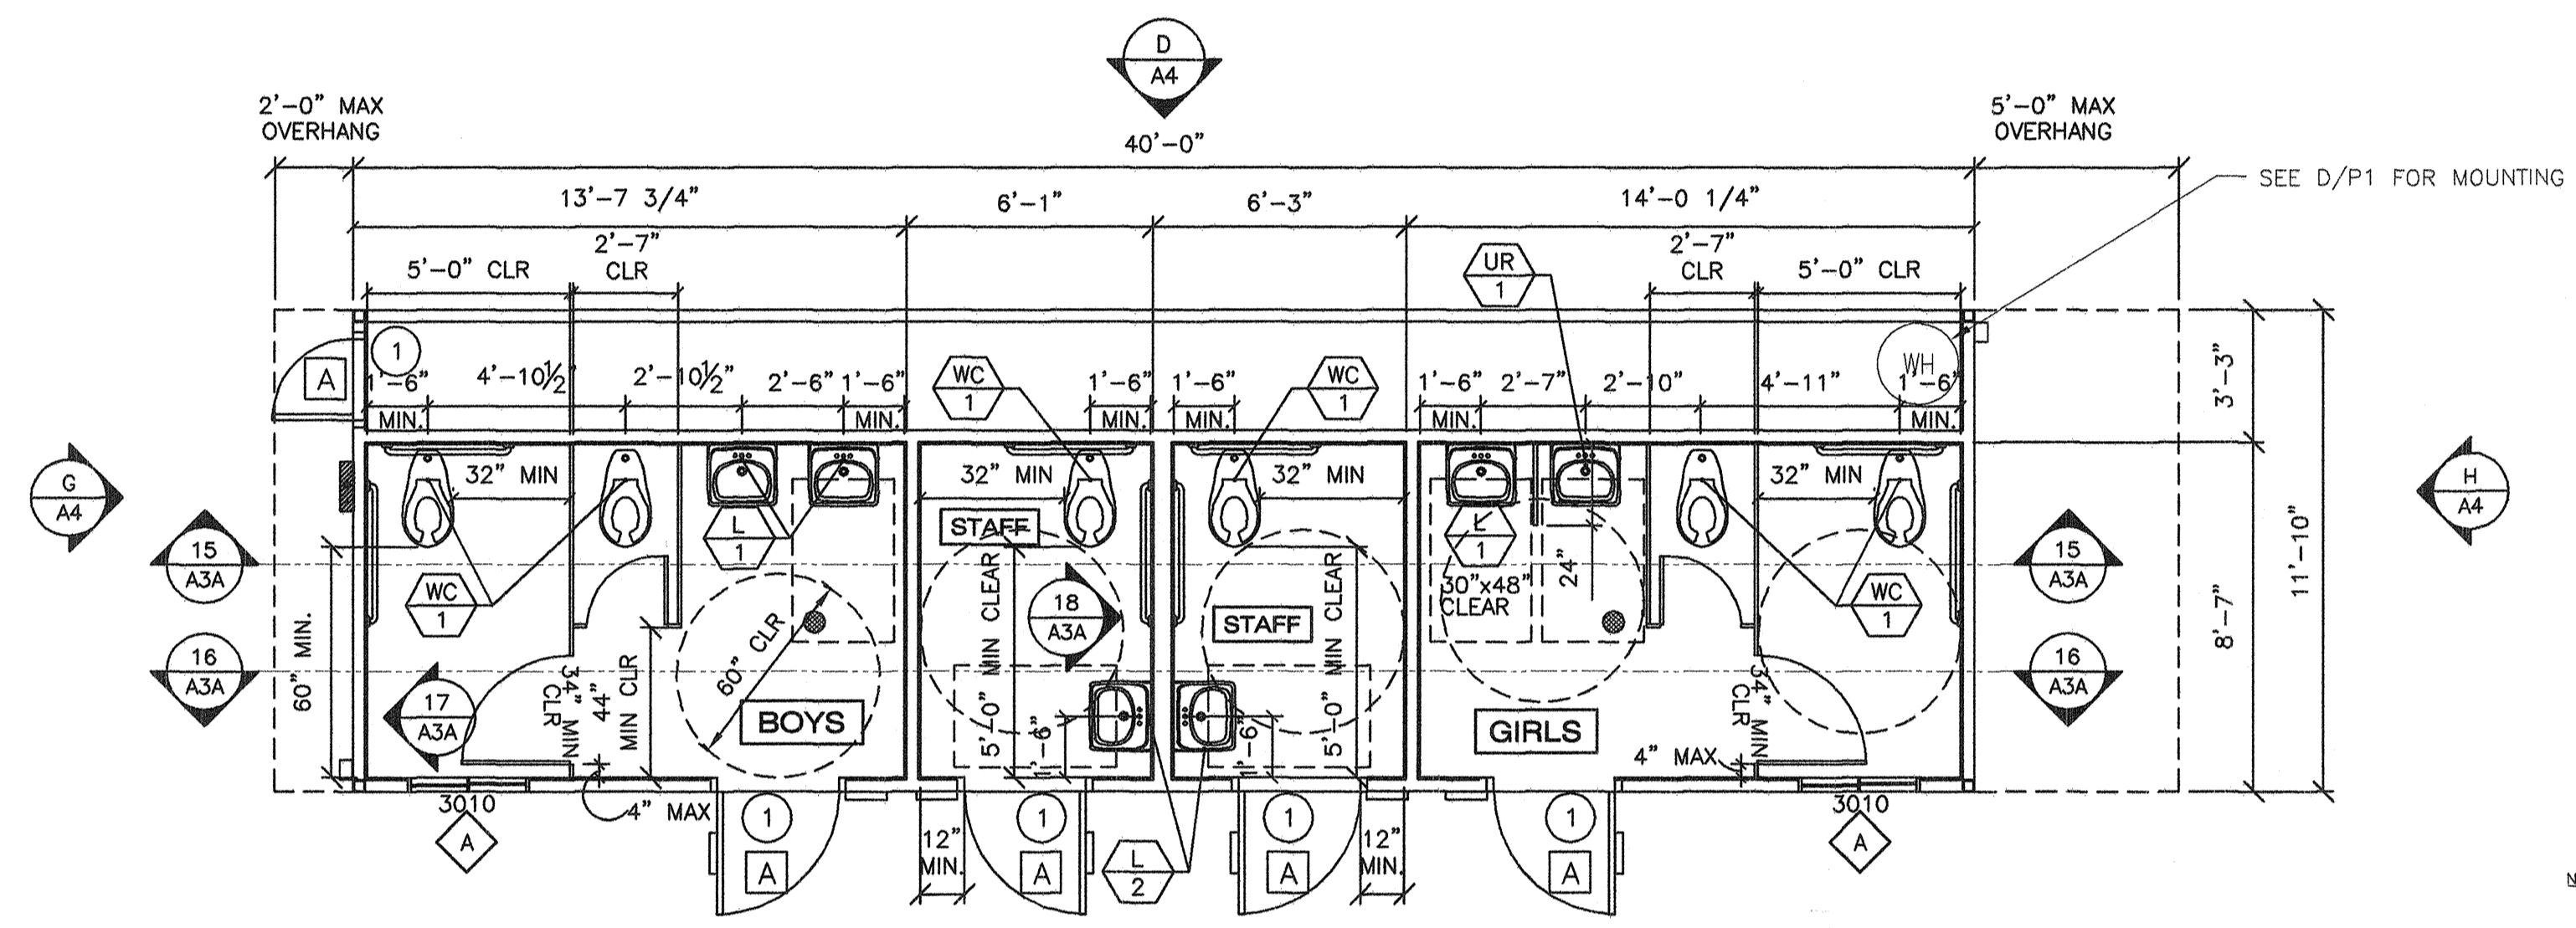 D
A4
2'-0" MAX
OVERHANG
5'-0" MAX
OVERHANG
40'-0"
SEE D/P1 FOR MOUNTING
13'-7 3/4"
6'-1"
6'-3"
14'-0 1/4"
2'-7"
CLR
5'-0" CLR
UR
1
2'-7"
CLR
5'-0" CLR
1
A
1'-6"
MIN.
4'-10½"
2'-10½"
2'-6"
1'-6"
MIN.
WC
1
1'-6"
MIN.
1'-6"
MIN.
WC
1
1'-6"
MIN.
2'-7"
2'-10"
4'-11"
1'-6"
MIN.
WH
3'-3"
G
A4
32" MIN
32" MIN
32" MIN
32" MIN
H
A4
L
1
STAFF
L
1
15
A3A
15
A3A
24"
30"x48"
CLEAR
11'-10"
8'-7"
WC
1
18
A3A
STAFF
WC
1
60" MIN.
5'-0" MIN CLEAR
5'-0" MIN CLEAR
16
A3A
16
A3A
17
A3A
34" MIN
CLR
44"
MIN CLR
60" CLR
BOYS
1'-6"
1'-6"
GIRLS
34" MIN
CLR
4" MAX
3010
A
4" MAX
1
A
12"
MIN.
1
A
L
2
1
A
12"
MIN.
1
A
3010
A